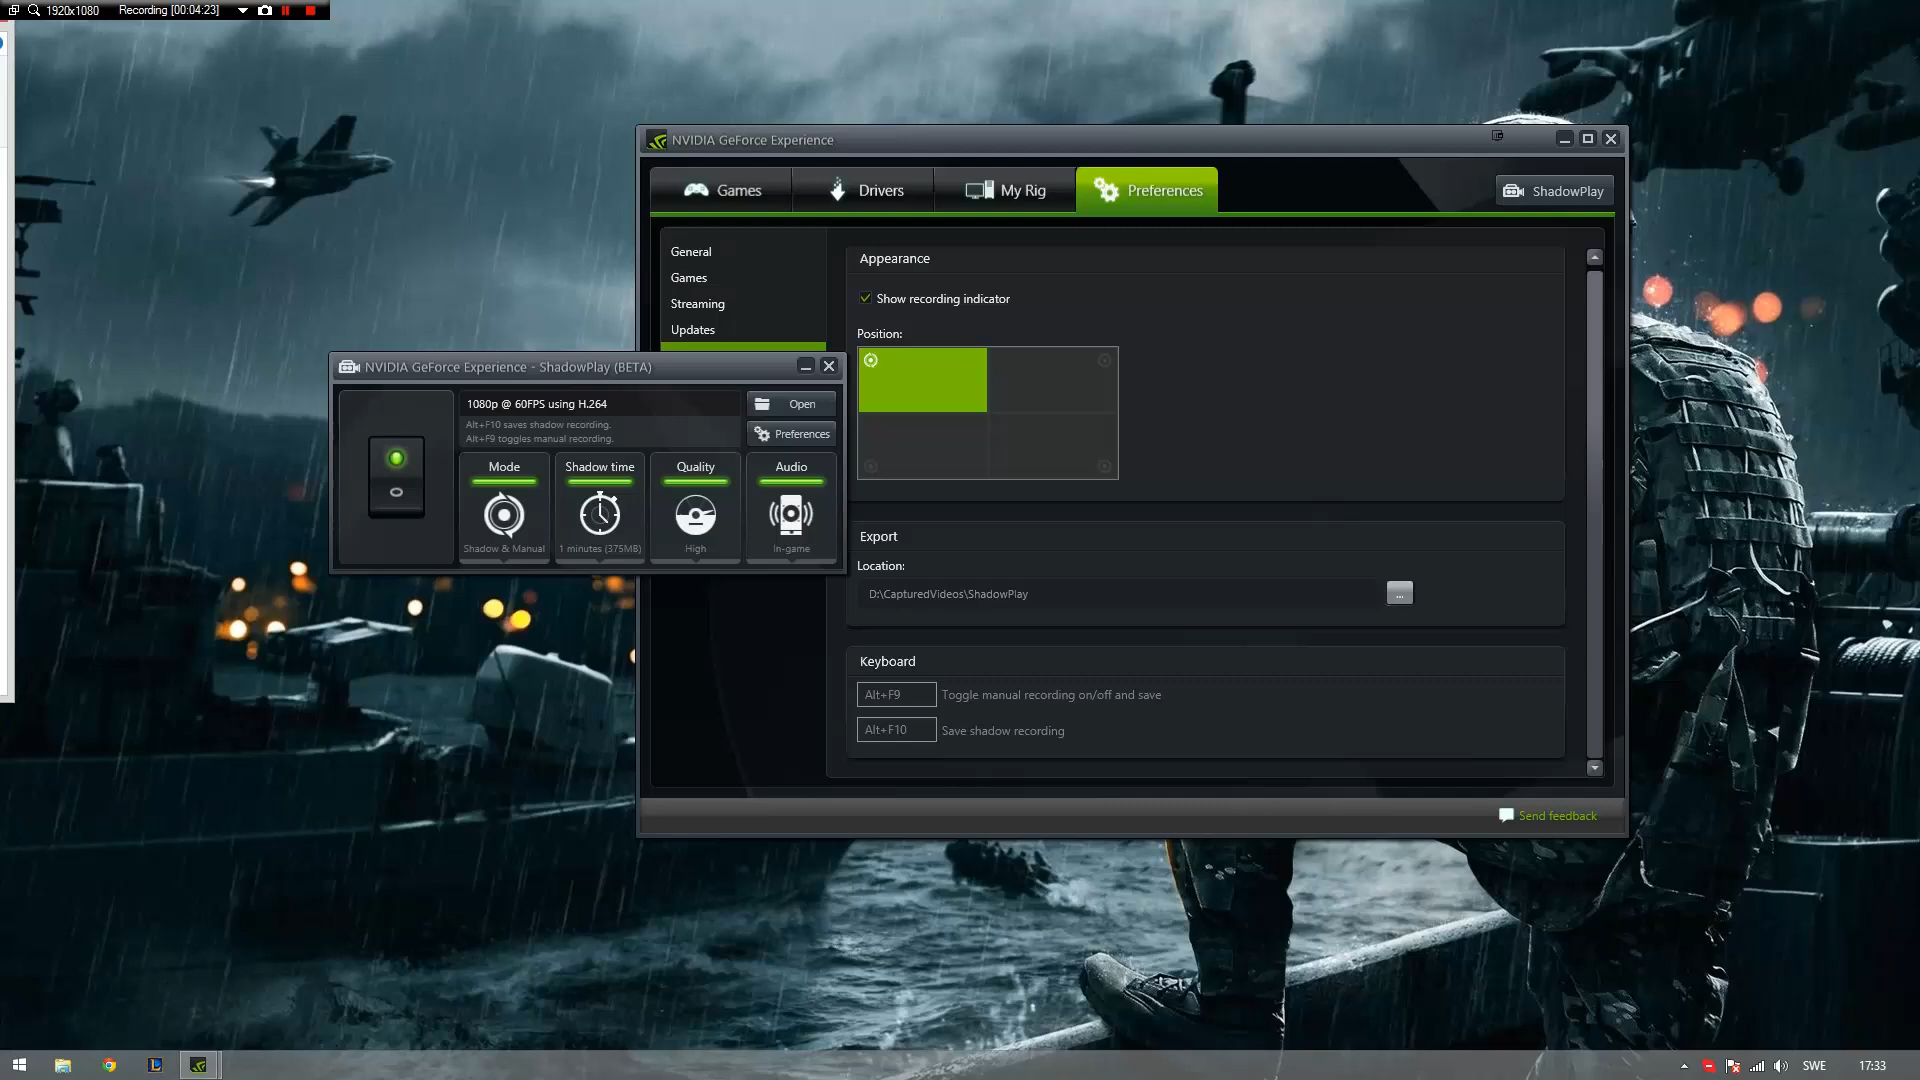 1920x1080 Recording [00:04:23]
NVIDIA GeForce Experience
Games Drivers My Rig Preferences ShadowPlay
General
Games
Streaming
Updates
Appearance
Show recording indicator
Position:
NVIDIA GeForce Experience - ShadowPlay (BETA)
1080p @ 60FPS using H.264
Alt+F10 saves shadow recording.
Alt+F9 toggles manual recording.
Open
Preferences
Mode Shadow time Quality Audio
Shadow & Manual 1 minutes (375MB) High In-game
Export
Location:
D:\CapturedVideos\ShadowPlay ...
Keyboard
Alt+F9 Toggle manual recording on/off and save
Alt+F10 Save shadow recording
Send feedback
SWE 17:33